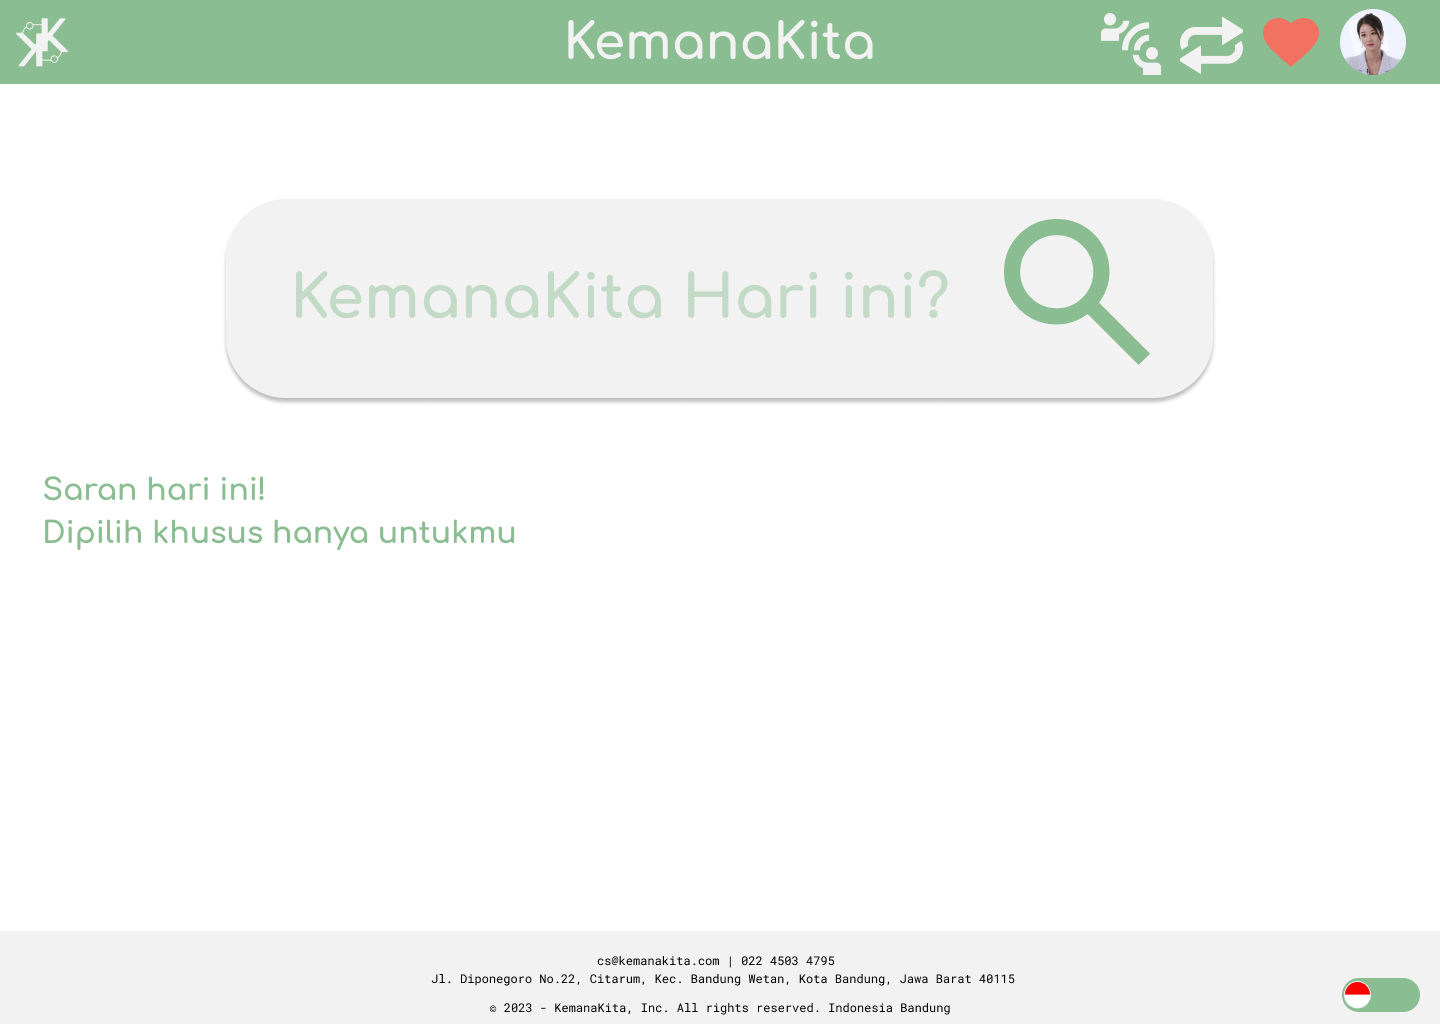 KemanaKita
KemanaKita Hari ini?
Saran hari ini!
Dipilih khusus hanya untukmu
cs@kemanakita.com | 022 4503 4795
Jl. Diponegoro No.22, Citarum, Kec. Bandung Wetan, Kota Bandung, Jawa Barat 40115
© 2023 - KemanaKita, Inc. All rights reserved. Indonesia Bandung